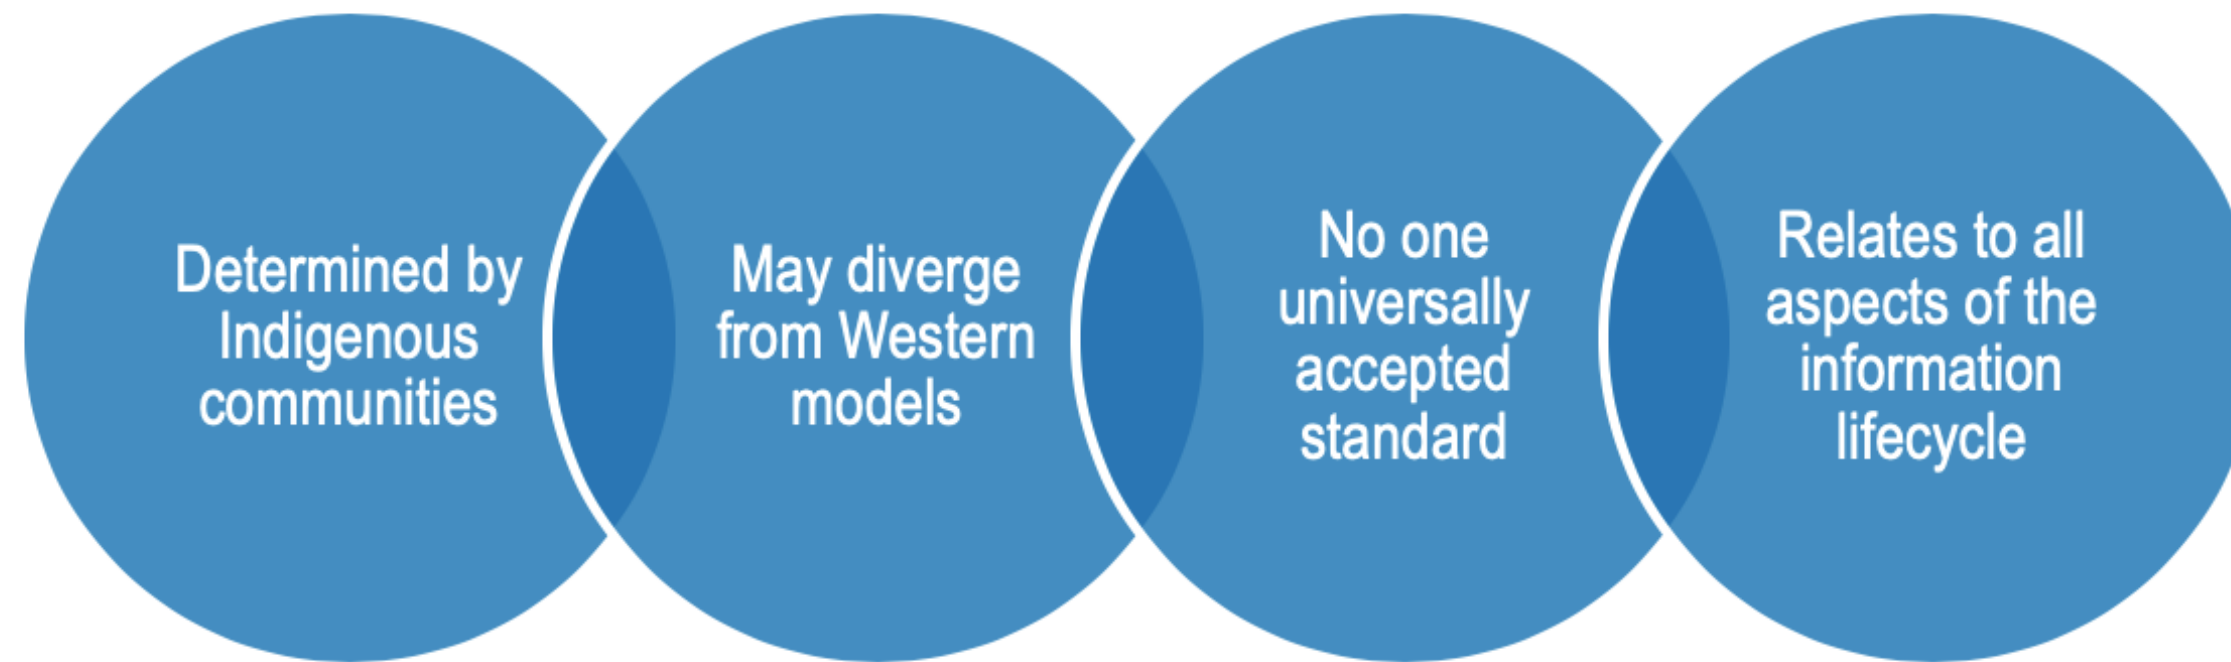 Determined by
Indigenous
communities
May diverge
from Western
models
No one
universally
accepted
standard
Relates to all
aspects of the
information
lifecycle